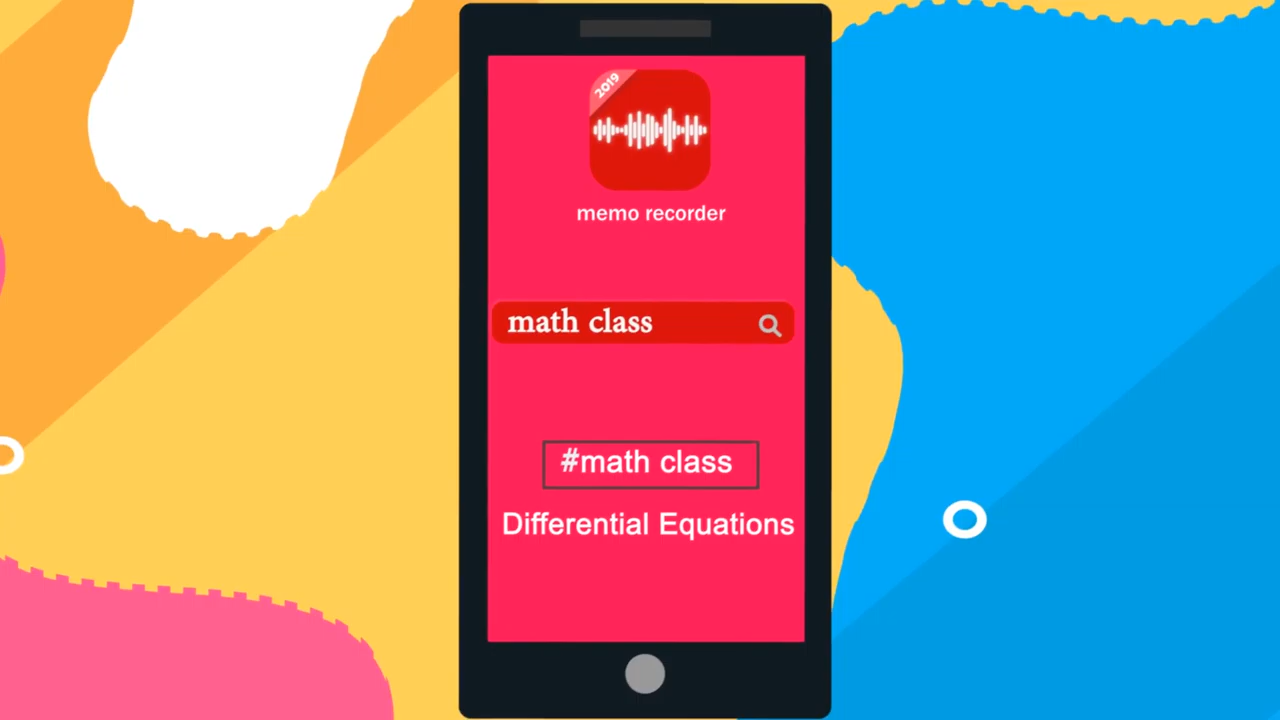 2019
memo recorder
math class
#math class
Differential Equations